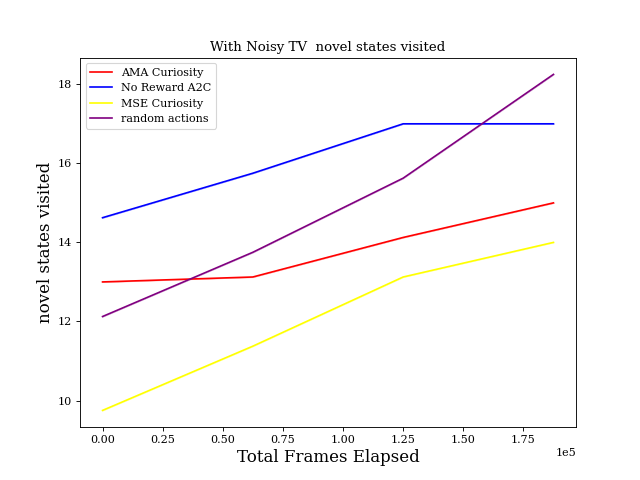 With Noisy TV  novel states visited
AMA Curiosity
No Reward A2C
MSE Curiosity
random actions
novel states visited
18
16
14
12
10
0.00 0.25 0.50 0.75 1.00 1.25 1.50 1.75
1e5
Total Frames Elapsed